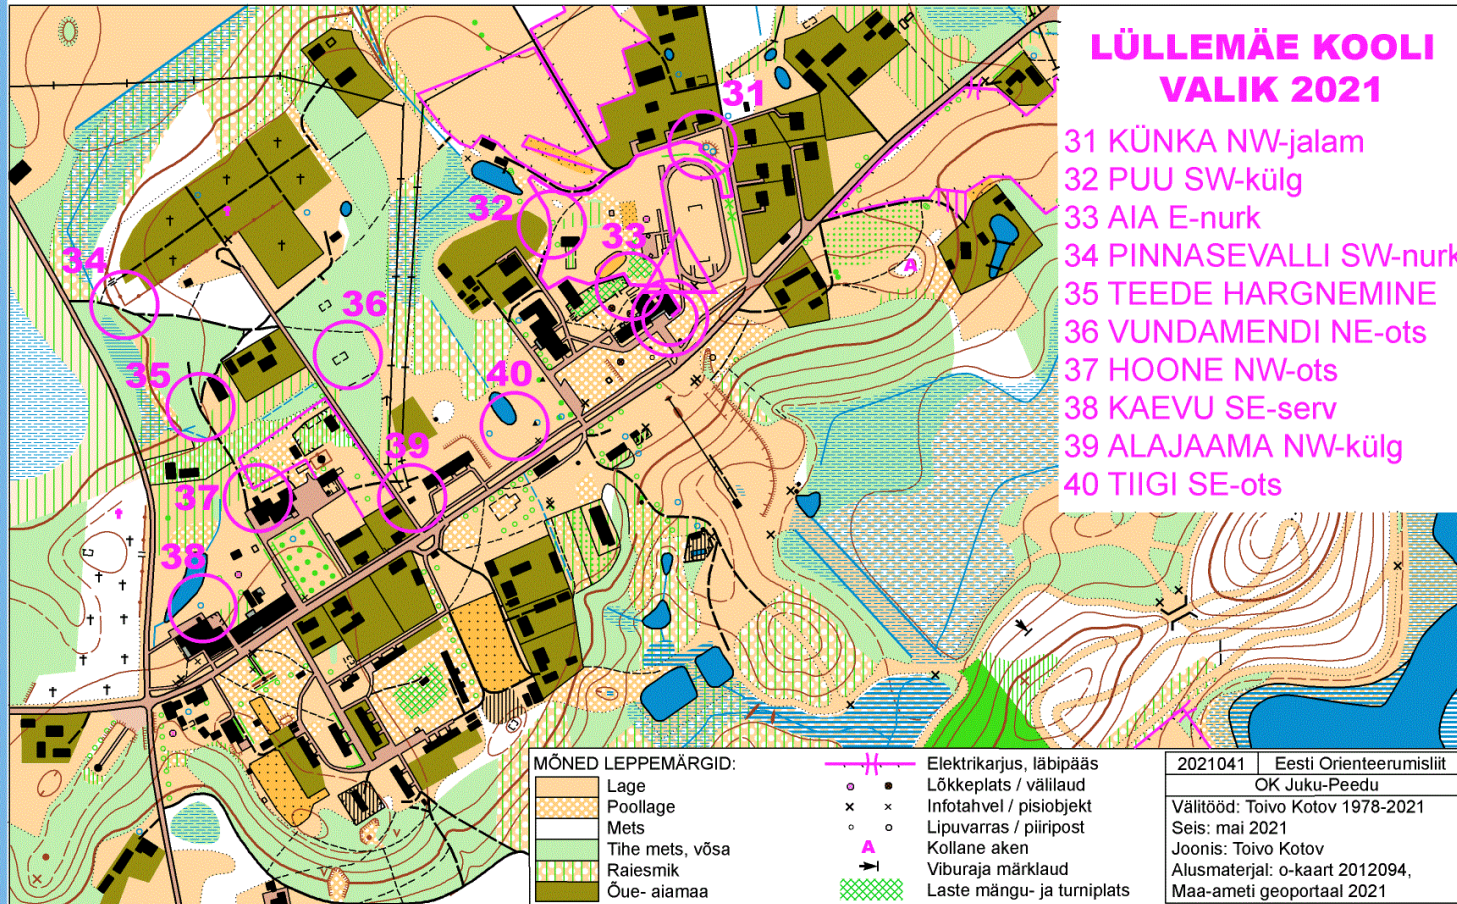 LÜLLEMÄE KOOLI
VALIK 2021
31 KÜNKA NW-jalam
32 PUU SW-külg
33 AIA E-nurk
34 PINNASEVALLI SW-nurk
35 TEEDE HARGNEMINE
36 VUNDAMENDI NE-ots
37 HOONE NW-ots
38 KAEVU SE-serv
39 ALAJAAMA NW-külg
40 TIIGI SE-ots
31
32
33
34
36
35
40
39
37
38
A
MÕNED LEPPEMÄRGID:
Lage
Poollage
Mets
Tihe mets, võsa
Raiesmik
Õue- aiamaa
Elektrikarjus, läbipääs
Lõkkeplats / välilaud
Infotahvel / pisiobjekt
Lipuvarras / piiripost
A Kollane aken
Viburaja märklaud
Laste mängu- ja turniplats
2021041 Eesti Orienteerumisliit
OK Juku-Peedu
Välitööd: Toivo Kotov 1978-2021
Seis: mai 2021
Joonis: Toivo Kotov
Alusmaterjal: o-kaart 2012094,
Maa-ameti geoportaal 2021